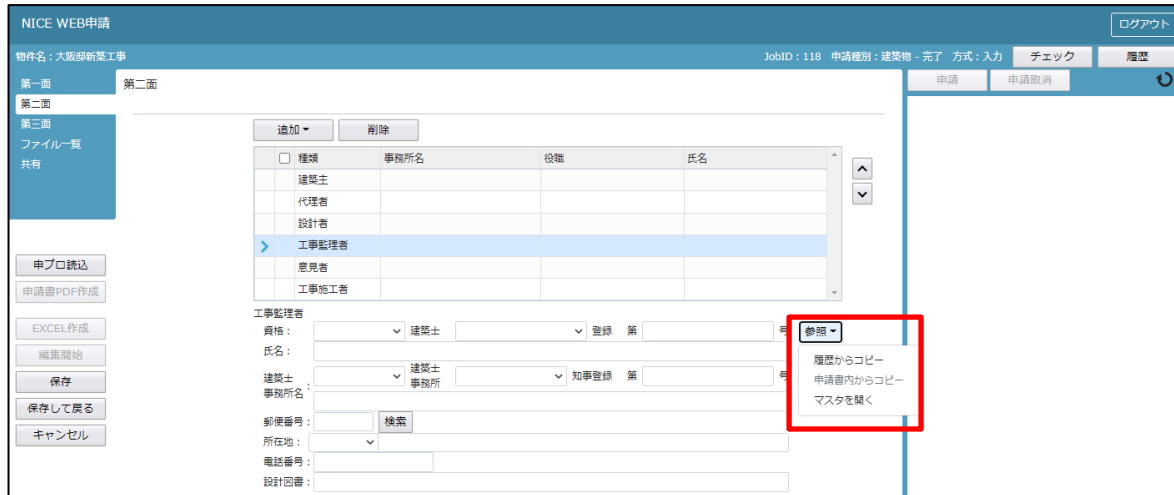 NICE WEB申請
ログアウト
物件名：大阪邸新築工事
JobID：118 申請種別：建築物 - 完了 方式：入力
チェック
履歴
第一面
第二面
第三面
ファイル一覧
共有
第二面
申請
申請取消
追加
削除
種類 事務所名 役職 氏名
建築主
代理者
設計者
工事監理者
意見者
工事施工者
申プロ読込
申請書PDF作成
EXCEL作成
編集開始
保存
保存して戻る
キャンセル
工事監理者
資格： 建築士 登録 第 号
参照
履歴からコピー
申請書内からコピー
マスタを開く
氏名：
建築士事務所名： 建築士事務所 知事登録 第 号
郵便番号： 検索
所在地：
電話番号：
設計図書：